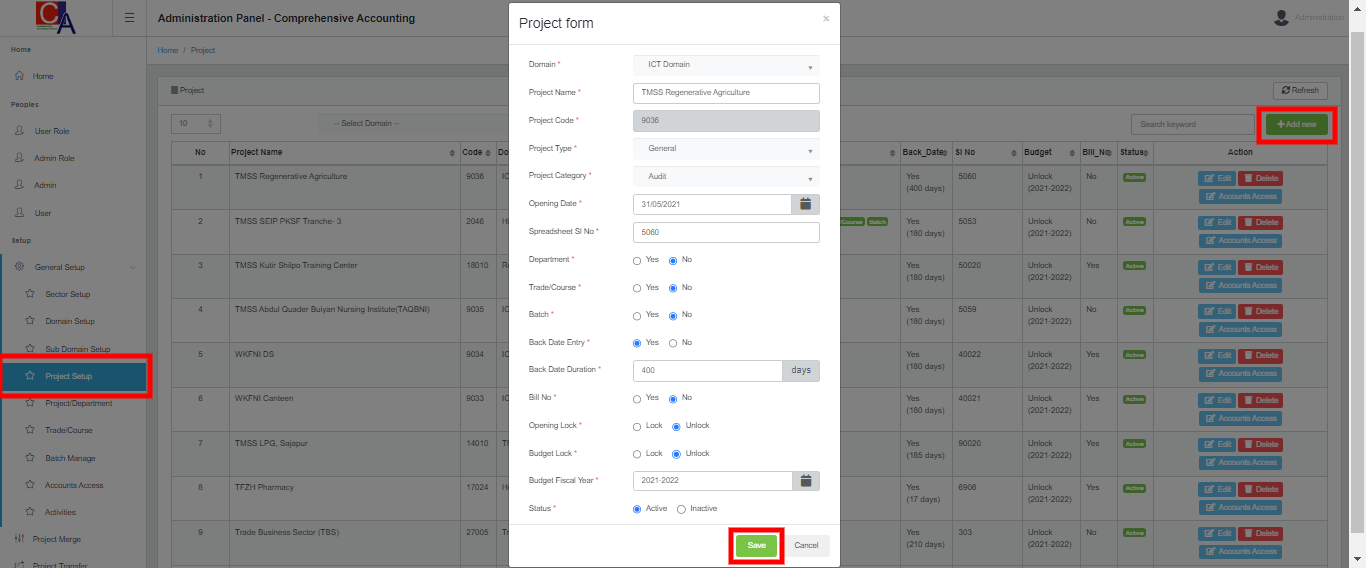 CA
Administration Panel - Comprehensive Accounting
Administration
Home
Home
Peoples
User Role
Admin Role
Admin
User
Setup
General Setup
Sector Setup
Domain Setup
Sub Domain Setup
Project Setup
Project/Department
Trade/Course
Batch Manage
Accounts Access
Activities
Project Merge
Project Transfer
Home / Project
Project
Refresh
10
-- Select Domain --
Search keyword
Add new
No Project Name Code Back_Date Sl No Budget Bill_No Status Action
1 TMSS Regenerative Agriculture 9036 Yes 5060 Unlock No Active Edit Delete
(400 days) (2021-2022) Accounts Access
2 TMSS SEIP PKSF Tranche- 3 2046 /Course Batch Yes 5053 Unlock No Active Edit Delete
(180 days) (2021-2022) Accounts Access
3 TMSS Kutir Shilpo Training Center 18010 Yes 50020 Unlock Yes Active Edit Delete
(180 days) (2021-2022) Accounts Access
4 TMSS Abdul Quader Buiyan Nursing Institute(TAQBNI) 9035 Yes 5059 Unlock No Active Edit Delete
(180 days) (2021-2022) Accounts Access
5 WKFNI DS 9034 Yes 40022 Unlock Yes Active Edit Delete
(180 days) (2021-2022) Accounts Access
6 WKFNI Canteen 9033 Yes 40021 Unlock Yes Active Edit Delete
(180 days) (2021-2022) Accounts Access
7 TMSS LPG, Sajapur 14010 Yes 90020 Unlock Yes Active Edit Delete
(185 days) (2021-2022) Accounts Access
8 TFZH Pharmacy 17024 Yes 6906 Unlock Yes Active Edit Delete
(17 days) (2021-2022) Accounts Access
9 Trade Business Sector (TBS) 27005 Yes 303 Unlock No Active Edit Delete
(210 days) (2021-2022) Accounts Access
Project form
×
Domain * ICT Domain
Project Name * TMSS Regenerative Agriculture
Project Code * 9036
Project Type * General
Project Category * Audit
Opening Date * 31/05/2021
Spreadsheet Sl No * 5060
Department * Yes No
Trade/Course * Yes No
Batch * Yes No
Back Date Entry * Yes No
Back Date Duration * 400 days
Bill No * Yes No
Opening Lock * Lock Unlock
Budget Lock * Lock Unlock
Budget Fiscal Year * 2021-2022
Status * Active Inactive
Save Cancel